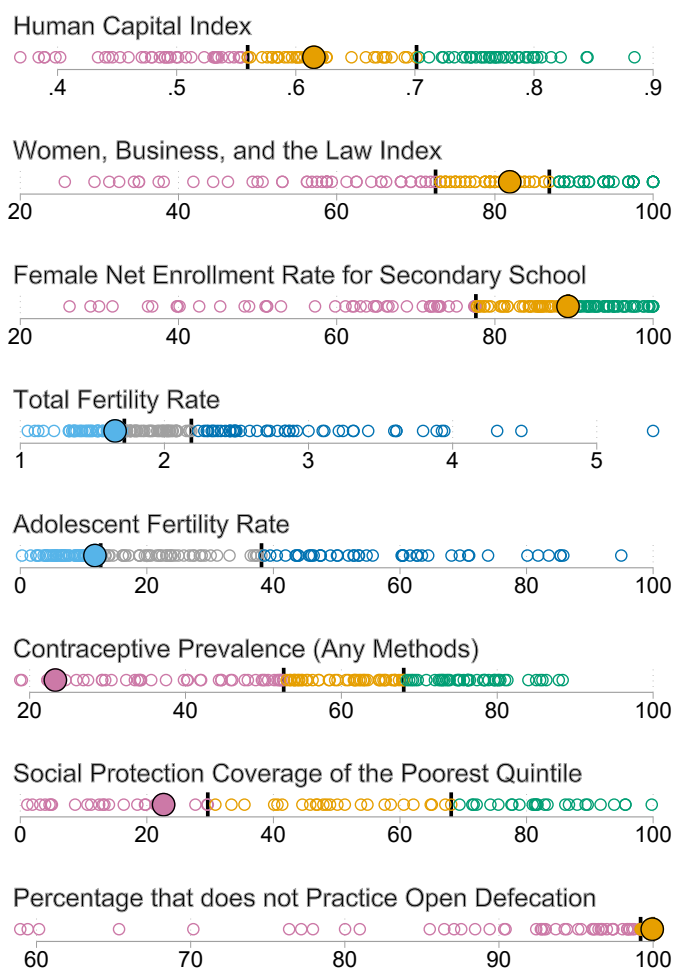 Human Capital Index
.4 .5 .6 .7 .8 .9
Women, Business, and the Law Index
20 40 60 80 100
Female Net Enrollment Rate for Secondary School
20 40 60 80 100
Total Fertility Rate
1 2 3 4 5
Adolescent Fertility Rate
0 20 40 60 80 100
Contraceptive Prevalence (Any Methods)
20 40 60 80 100
Social Protection Coverage of the Poorest Quintile
0 20 40 60 80 100
Percentage that does not Practice Open Defecation
60 70 80 90 100